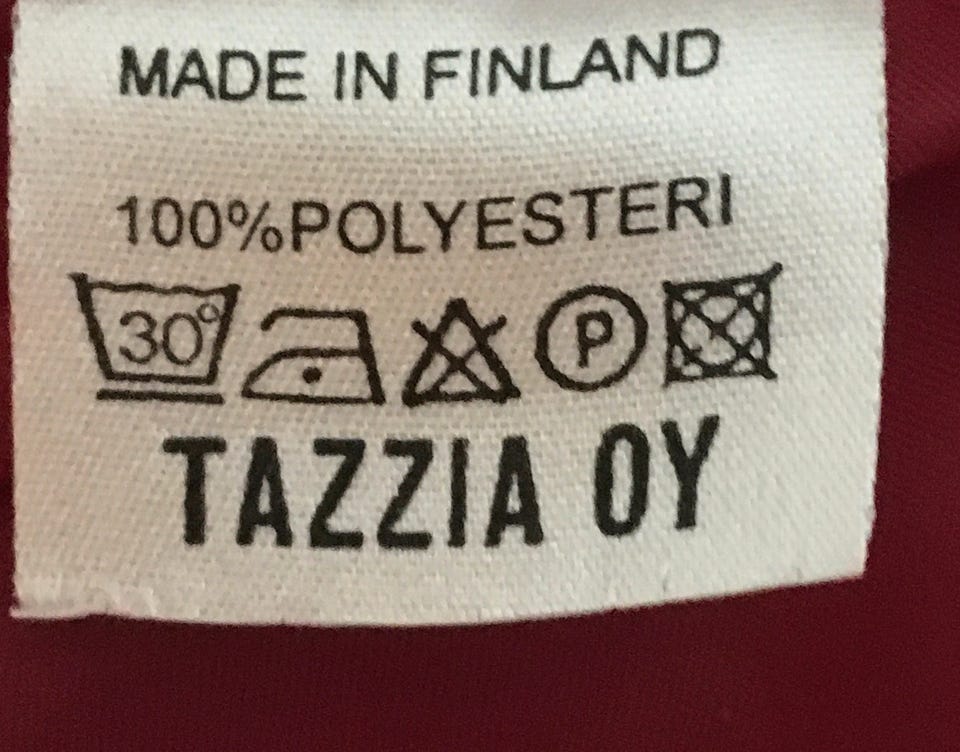 MADE IN FINLAND
100%POLYESTERI
30° P
TAZZIA OY